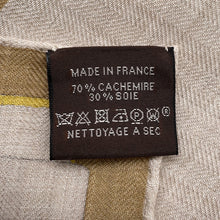 MADE IN FRANCE
70% CACHEMIRE
30% SOIE
NETTOYAGE A SEC